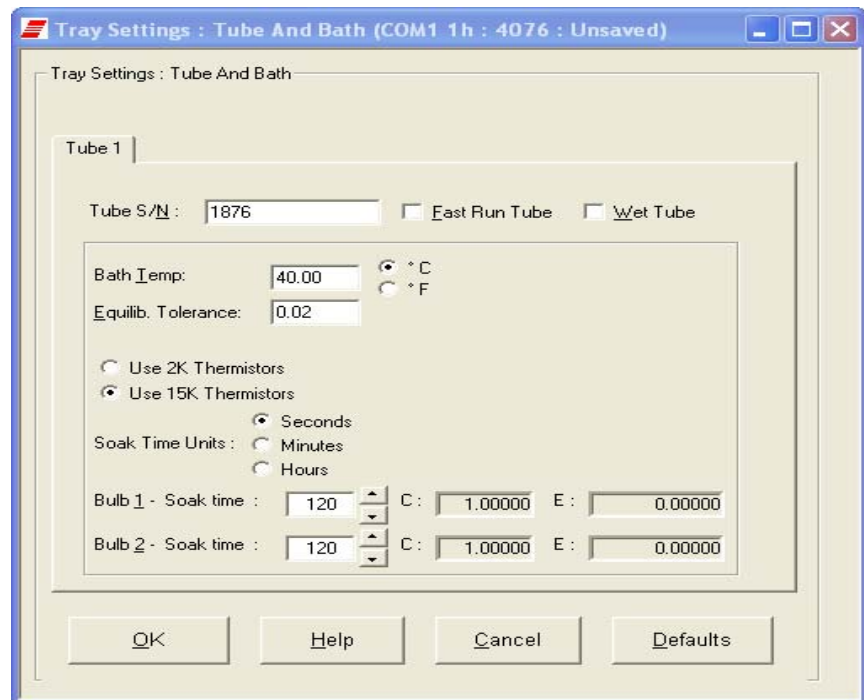 Tray Settings : Tube And Bath (COM1 1h : 4076 : Unsaved)
Tray Settings : Tube And Bath
Tube 1
Tube S/N : 1876 Fast Run Tube Wet Tube
Bath Temp: 40.00 ° C
° F
Equilib. Tolerance: 0.02
Use 2K Thermistors
Use 15K Thermistors
Seconds
Soak Time Units : Minutes
Hours
Bulb 1 - Soak time : 120 C : 1.00000 E : 0.00000
Bulb 2 - Soak time : 120 C : 1.00000 E : 0.00000
OK Help Cancel Defaults